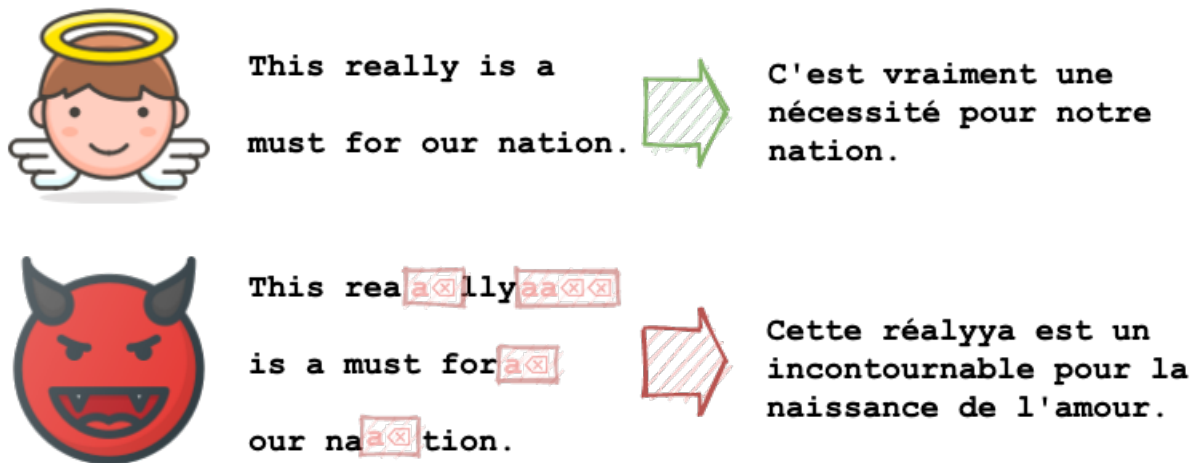 This really is a
must for our nation.
C'est vraiment une
nécessité pour notre
nation.
This reaa⌫llyaa⌫⌫
is a must fora⌫
our naa⌫tion.
Cette réalyya est un
incontournable pour la
naissance de l'amour.